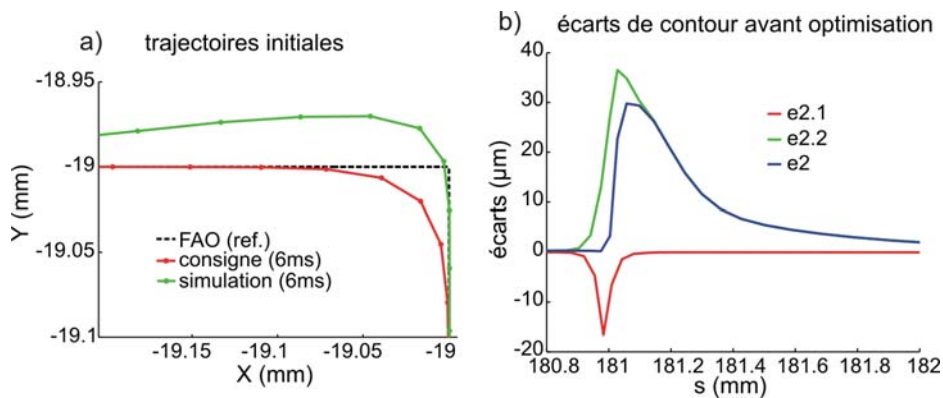 a) trajectoires initiales
-18.95
-19
-19.05
-19.1
Y (mm)
FAO (ref.)
consigne (6ms)
simulation (6ms)
-19.15 -19.1 -19.05 -19
X (mm)
b) écarts de contour avant optimisation
40
30
20
10
0
-10
-20
écarts (µm)
e2.1
e2.2
e2
180.8 181 181.2 181.4 181.6 181.8 182
s (mm)